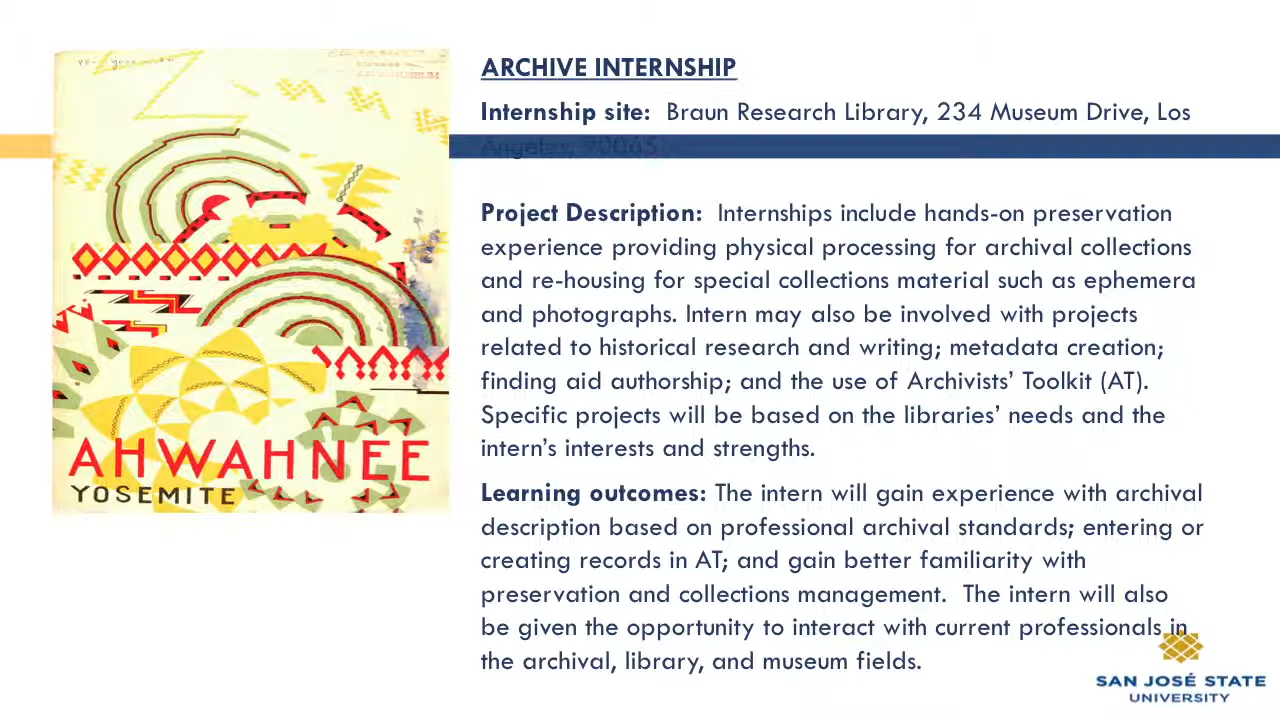 ARCHIVE INTERNSHIP
Internship site: Braun Research Library, 234 Museum Drive, Los
Angeles, 90065
Project Description: Internships include hands-on preservation
experience providing physical processing for archival collections
and re-housing for special collections material such as ephemera
and photographs. Intern may also be involved with projects
related to historical research and writing; metadata creation;
finding aid authorship; and the use of Archivists’ Toolkit (AT).
Specific projects will be based on the libraries’ needs and the
intern’s interests and strengths.
Learning outcomes: The intern will gain experience with archival
description based on professional archival standards; entering or
creating records in AT; and gain better familiarity with
preservation and collections management. The intern will also
be given the opportunity to interact with current professionals in
the archival, library, and museum fields.
AHWAHNEE
YOSEMITE
SAN JOSÉ STATE
UNIVERSITY